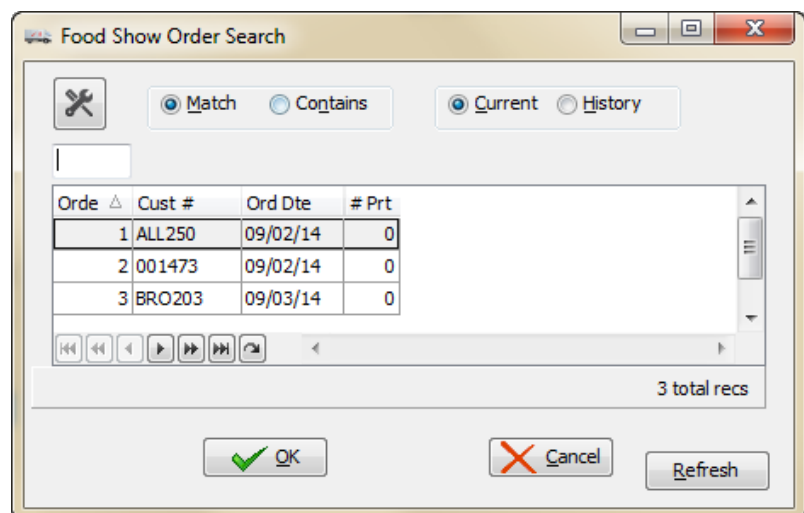 Food Show Order Search
Match Contains Current History
Orde Cust # Ord Dte # Prt
1 ALL250 09/02/14 0
2 001473 09/02/14 0
3 BRO203 09/03/14 0
3 total recs
OK Cancel Refresh